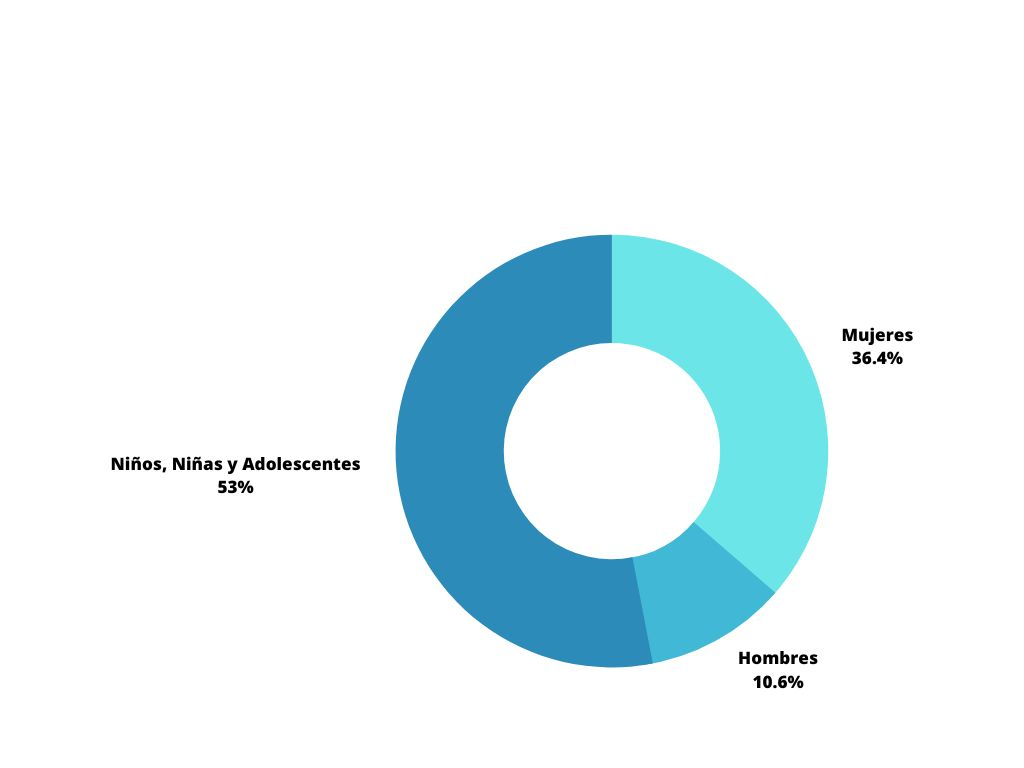 Mujeres
36.4%
Niños, Niñas y Adolescentes
53%
Hombres
10.6%